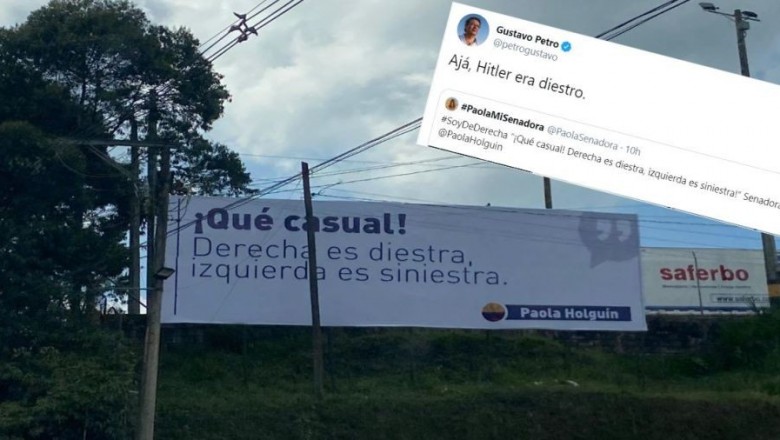 Gustavo Petro
@petrogustavo
Ajá, Hitler era diestro.
#PaolaMiSenadora @PaolaSenadora · 10h
#SoyDeDerecha "¡Qué casual! Derecha es diestra, izquierda es siniestra!" Senadora
@PaolaHolguin
¡Qué casual!
Derecha es diestra,
izquierda es siniestra.
Paola Holguín
saferbo